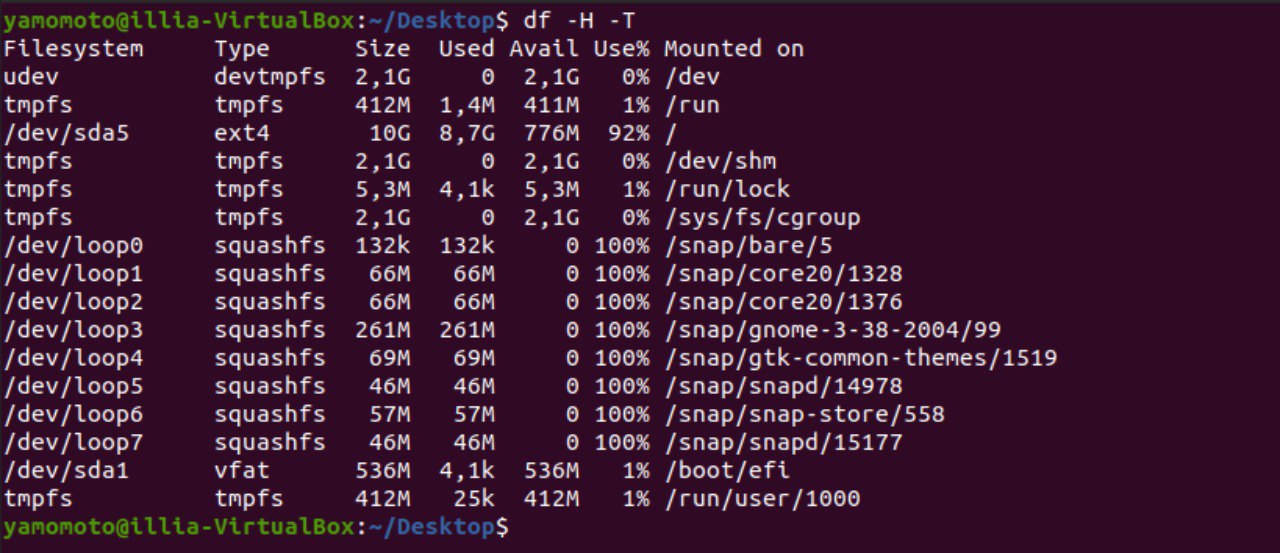 yamomoto@illia-VirtualBox:~/Desktop$ df -H -T
Filesystem     Type      Size  Used Avail Use% Mounted on
udev           devtmpfs  2,1G     0  2,1G   0% /dev
tmpfs          tmpfs     412M  1,4M  411M   1% /run
/dev/sda5      ext4       10G  8,7G  776M  92% /
tmpfs          tmpfs     2,1G     0  2,1G   0% /dev/shm
tmpfs          tmpfs     5,3M  4,1k  5,3M   1% /run/lock
tmpfs          tmpfs     2,1G     0  2,1G   0% /sys/fs/cgroup
/dev/loop0     squashfs  132k  132k     0 100% /snap/bare/5
/dev/loop1     squashfs   66M   66M     0 100% /snap/core20/1328
/dev/loop2     squashfs   66M   66M     0 100% /snap/core20/1376
/dev/loop3     squashfs  261M  261M     0 100% /snap/gnome-3-38-2004/99
/dev/loop4     squashfs   69M   69M     0 100% /snap/gtk-common-themes/1519
/dev/loop5     squashfs   46M   46M     0 100% /snap/snapd/14978
/dev/loop6     squashfs   57M   57M     0 100% /snap/snap-store/558
/dev/loop7     squashfs   46M   46M     0 100% /snap/snapd/15177
/dev/sda1      vfat      536M  4,1k  536M   1% /boot/efi
tmpfs          tmpfs     412M   25k  412M   1% /run/user/1000
yamomoto@illia-VirtualBox:~/Desktop$